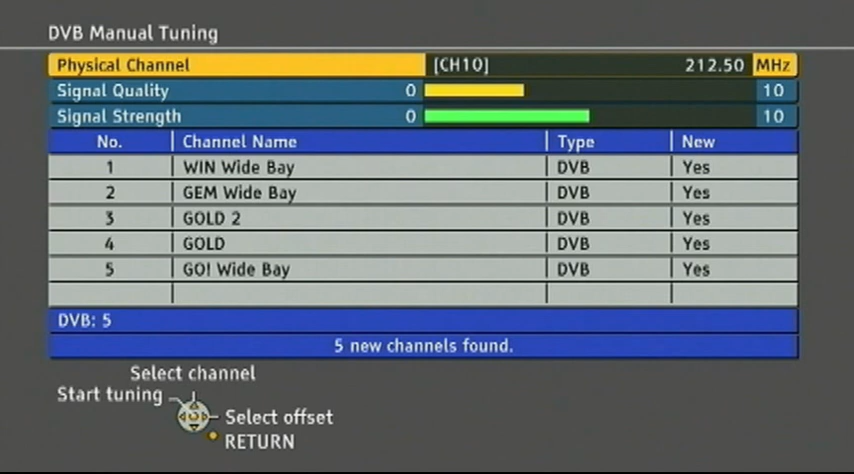 DVB Manual Tuning
Physical Channel [CH10] 212.50 MHz
Signal Quality 0 10
Signal Strength 0 10
No. Channel Name Type New
1 WIN Wide Bay DVB Yes
2 GEM Wide Bay DVB Yes
3 GOLD 2 DVB Yes
4 GOLD DVB Yes
5 GO! Wide Bay DVB Yes
DVB: 5
5 new channels found.
Select channel
Start tuning
Select offset
RETURN